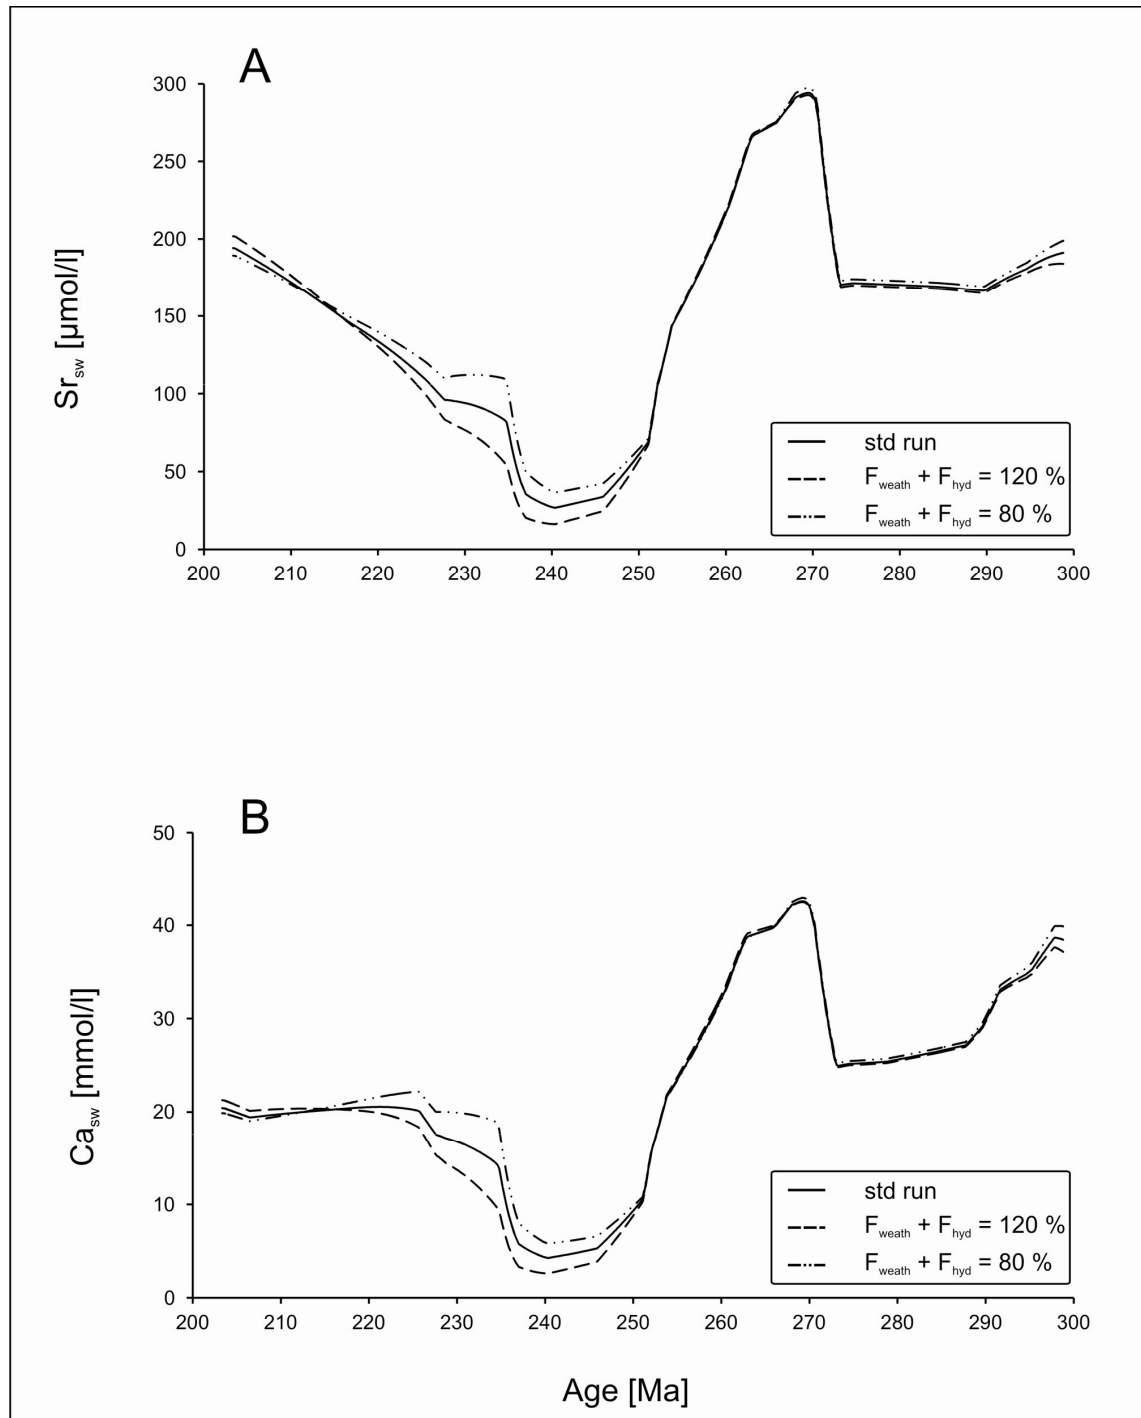 A
300
250
200
150
100
50
0
Sr_sw [µmol/l]
200 210 220 230 240 250 260 270 280 290 300
std run
F_weath + F_hyd = 120 %
F_weath + F_hyd = 80 %
B
50
40
30
20
10
0
Ca_sw [mmol/l]
200 210 220 230 240 250 260 270 280 290 300
std run
F_weath + F_hyd = 120 %
F_weath + F_hyd = 80 %
Age [Ma]